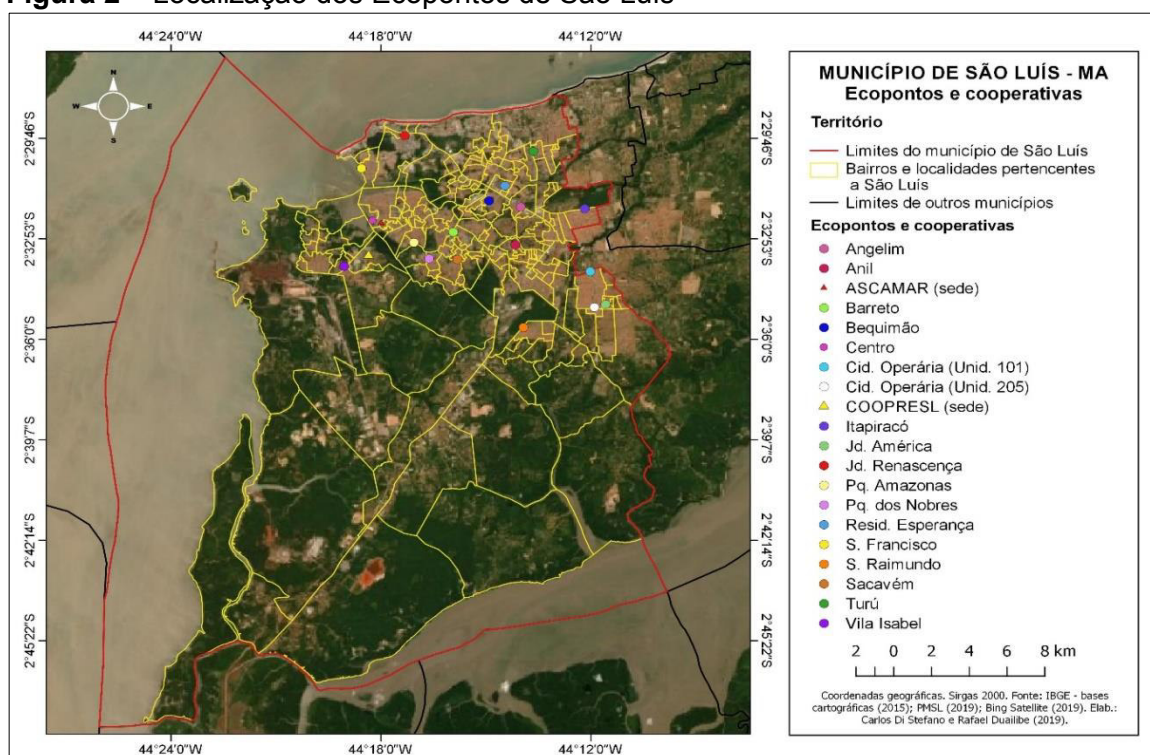 Figura 2 – Localização dos Ecopontos de São Luís
44°24'0"W 44°18'0"W 44°12'0"W
N
W E
S
2°29'46"S 2°29'46"S
2°32'53"S 2°32'53"S
2°36'0"S 2°36'0"S
2°39'7"S 2°39'7"S
2°42'14"S 2°42'14"S
2°45'22"S 2°45'22"S
44°24'0"W 44°18'0"W 44°12'0"W
MUNICÍPIO DE SÃO LUÍS - MA
Ecopontos e cooperativas
Território
Limites do município de São Luís
Bairros e localidades pertencentes
a São Luís
Limites de outros municípios
Ecopontos e cooperativas
Angelim
Anil
ASCAMAR (sede)
Barreto
Bequimão
Centro
Cid. Operária (Unid. 101)
Cid. Operária (Unid. 205)
COOPRESL (sede)
Itapiracó
Jd. América
Jd. Renascença
Pq. Amazonas
Pq. dos Nobres
Resid. Esperança
S. Francisco
S. Raimundo
Sacavém
Turú
Vila Isabel
2 0 2 4 6 8 km
Coordenadas geográficas. Sirgas 2000. Fonte: IBGE - bases
cartográficas (2015); PMSL (2019); Bing Satellite (2019). Elab.:
Carlos Di Stefano e Rafael Duailibe (2019).